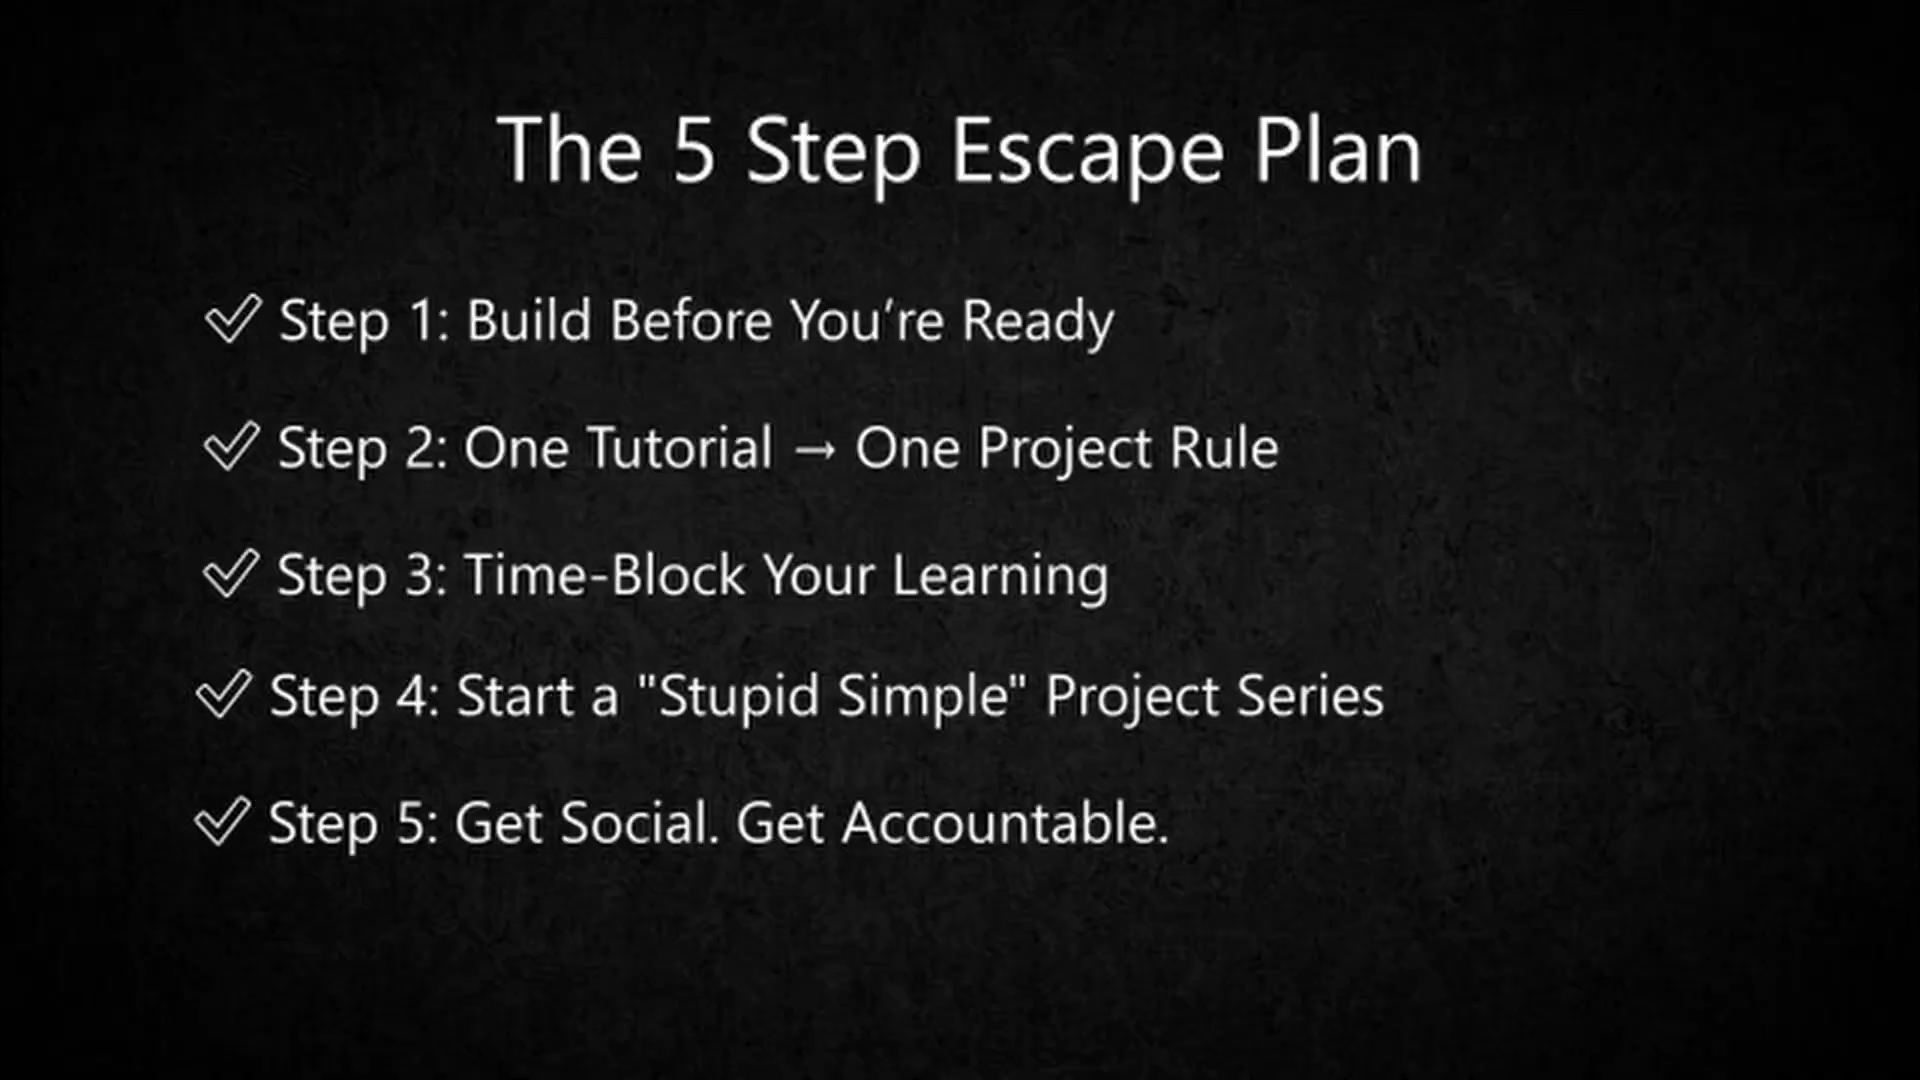 The 5 Step Escape Plan
✓ Step 1: Build Before You’re Ready
✓ Step 2: One Tutorial → One Project Rule
✓ Step 3: Time-Block Your Learning
✓ Step 4: Start a "Stupid Simple" Project Series
✓ Step 5: Get Social. Get Accountable.